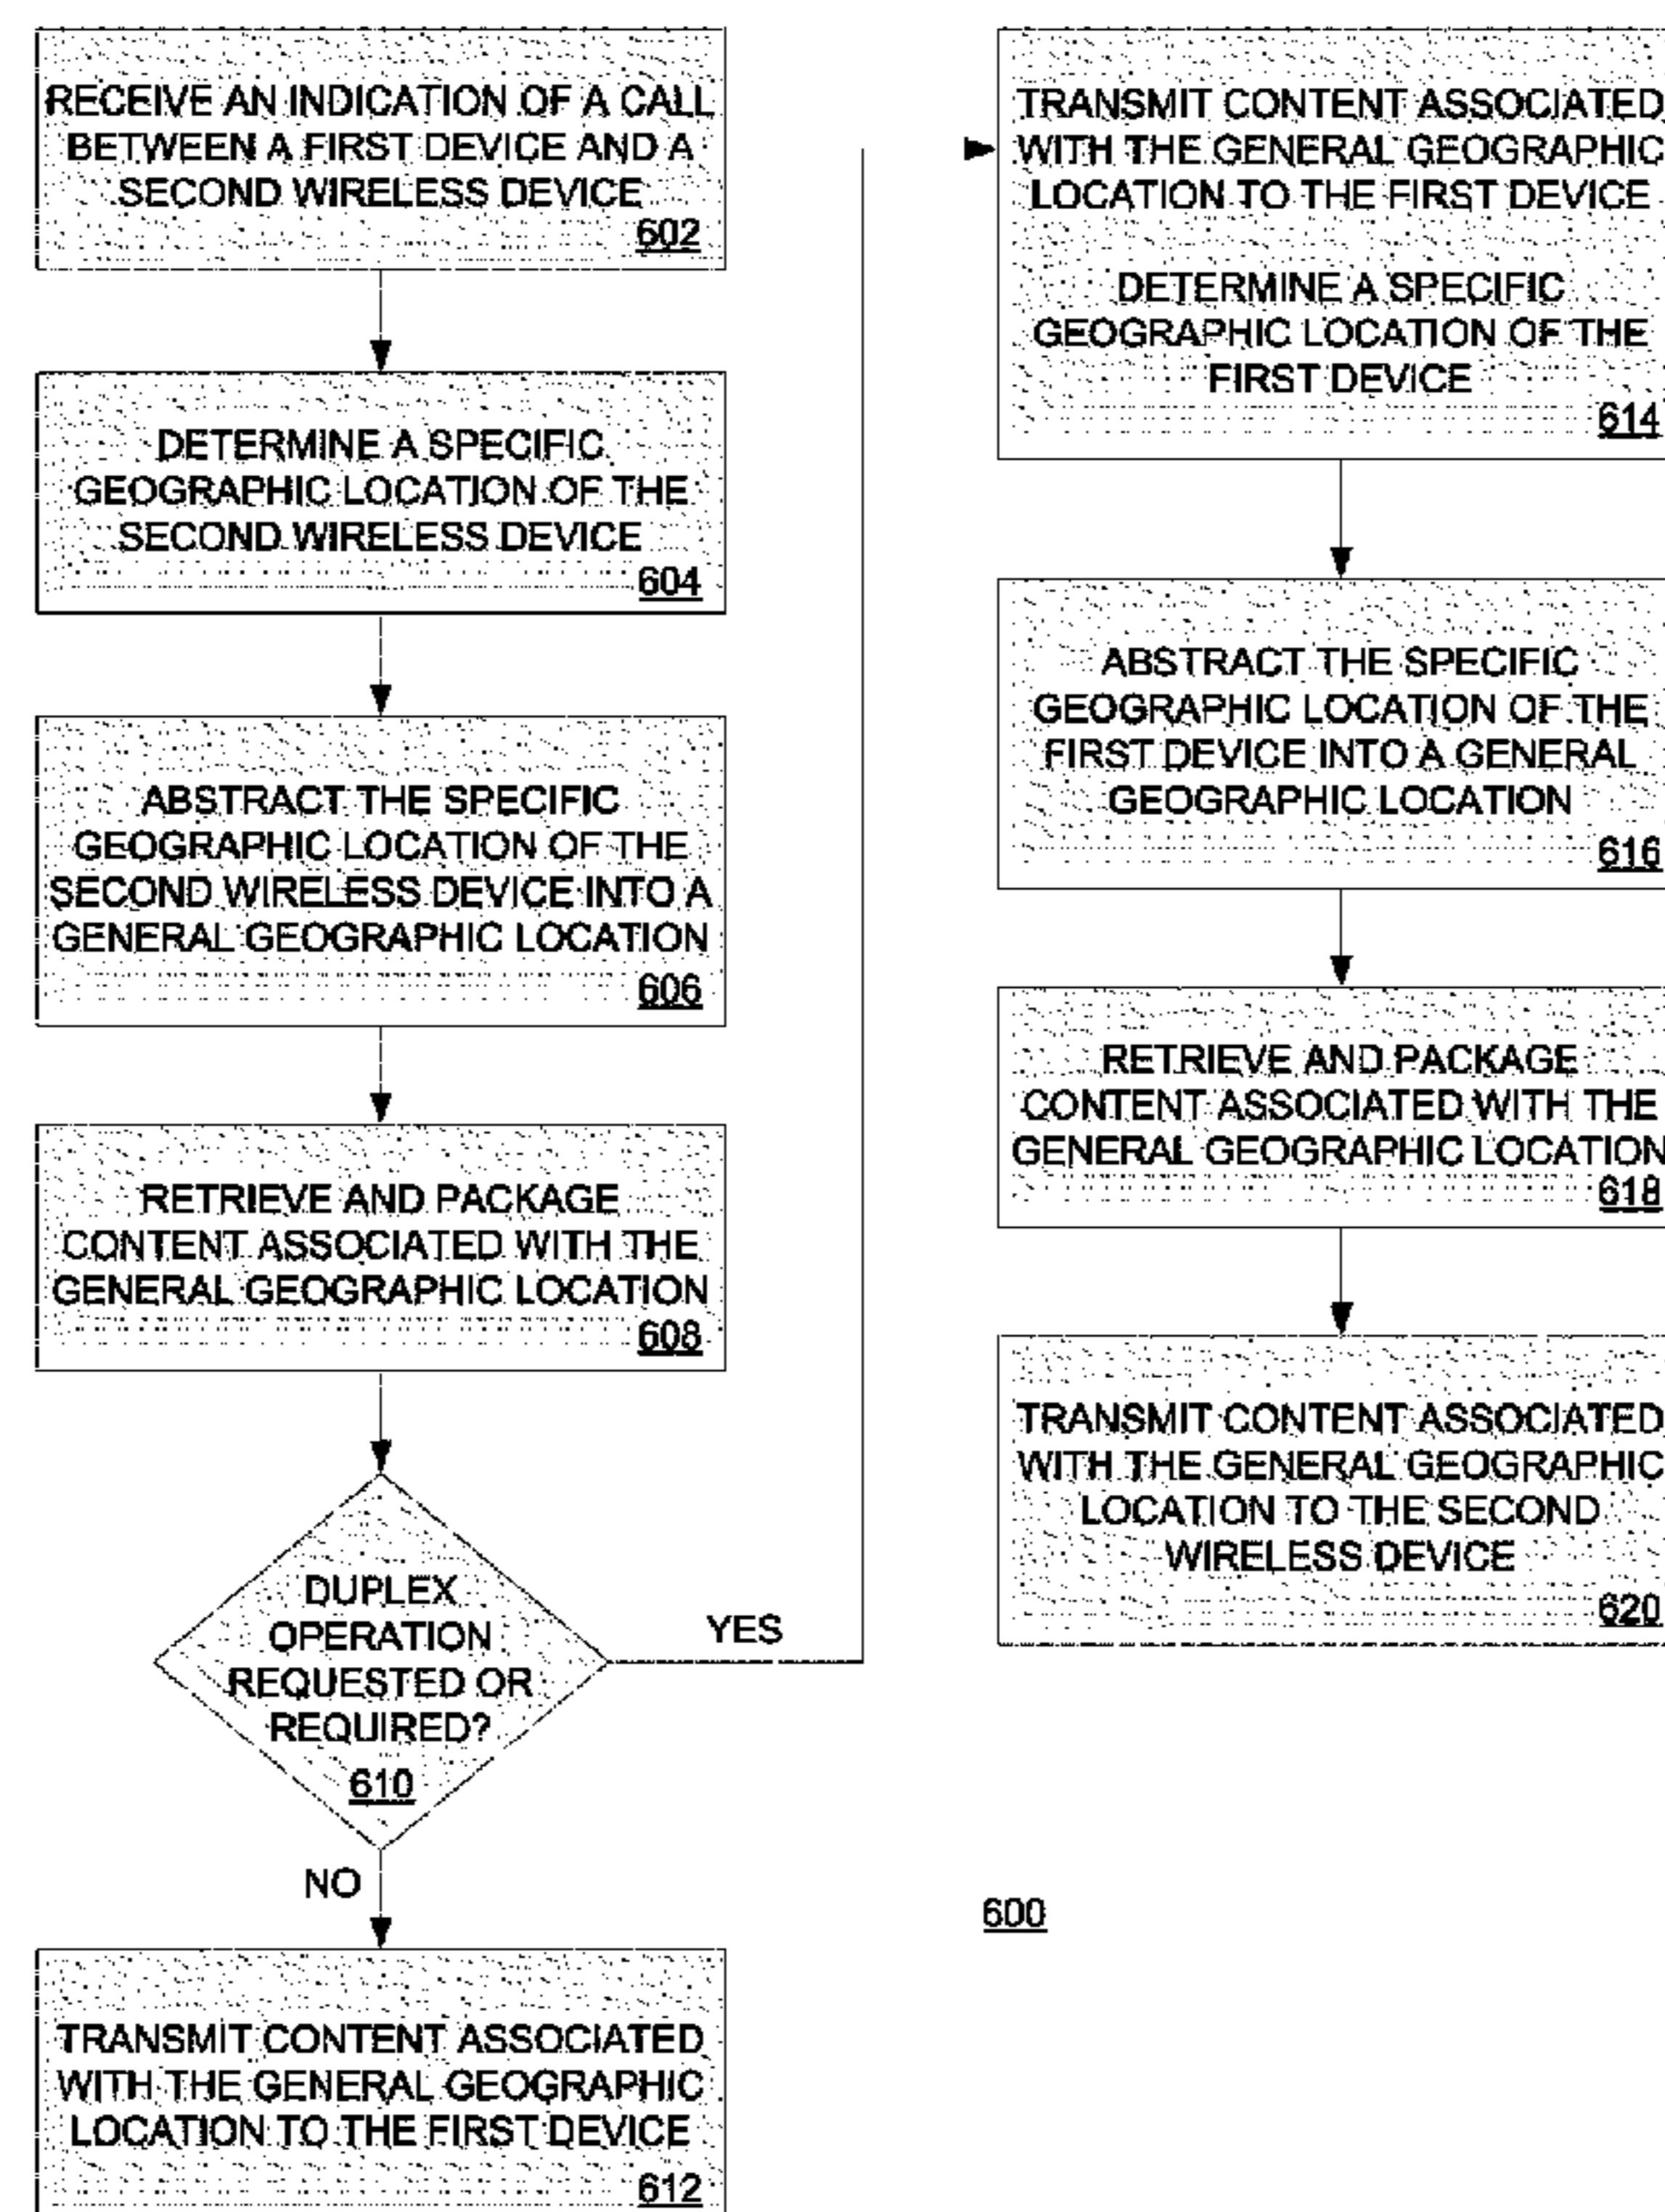 RECEIVE AN INDICATION OF A CALL
BETWEEN A FIRST DEVICE AND A
SECOND WIRELESS DEVICE
602
DETERMINE A SPECIFIC
GEOGRAPHIC LOCATION OF THE
SECOND WIRELESS DEVICE
604
ABSTRACT THE SPECIFIC
GEOGRAPHIC LOCATION OF THE
SECOND WIRELESS DEVICE INTO A
GENERAL GEOGRAPHIC LOCATION
606
RETRIEVE AND PACKAGE
CONTENT ASSOCIATED WITH THE
GENERAL GEOGRAPHIC LOCATION
608
DUPLEX
OPERATION
REQUESTED OR
REQUIRED?
610
YES
NO
TRANSMIT CONTENT ASSOCIATED
WITH THE GENERAL GEOGRAPHIC
LOCATION TO THE FIRST DEVICE
612
TRANSMIT CONTENT ASSOCIATED
WITH THE GENERAL GEOGRAPHIC
LOCATION TO THE FIRST DEVICE
DETERMINE A SPECIFIC
GEOGRAPHIC LOCATION OF THE
FIRST DEVICE
614
ABSTRACT THE SPECIFIC
GEOGRAPHIC LOCATION OF THE
FIRST DEVICE INTO A GENERAL
GEOGRAPHIC LOCATION
616
RETRIEVE AND PACKAGE
CONTENT ASSOCIATED WITH THE
GENERAL GEOGRAPHIC LOCATION
618
TRANSMIT CONTENT ASSOCIATED
WITH THE GENERAL GEOGRAPHIC
LOCATION TO THE SECOND
WIRELESS DEVICE
620
600